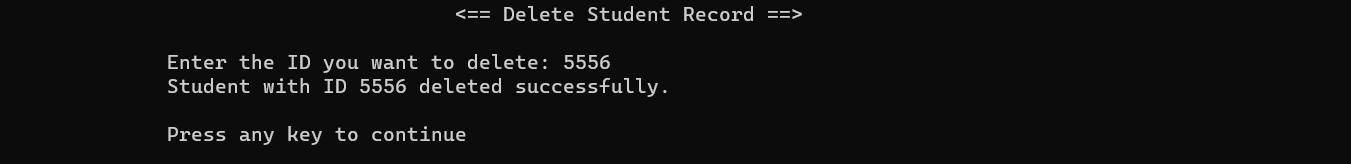 <== Delete Student Record ==>
Enter the ID you want to delete: 5556
Student with ID 5556 deleted successfully.
Press any key to continue